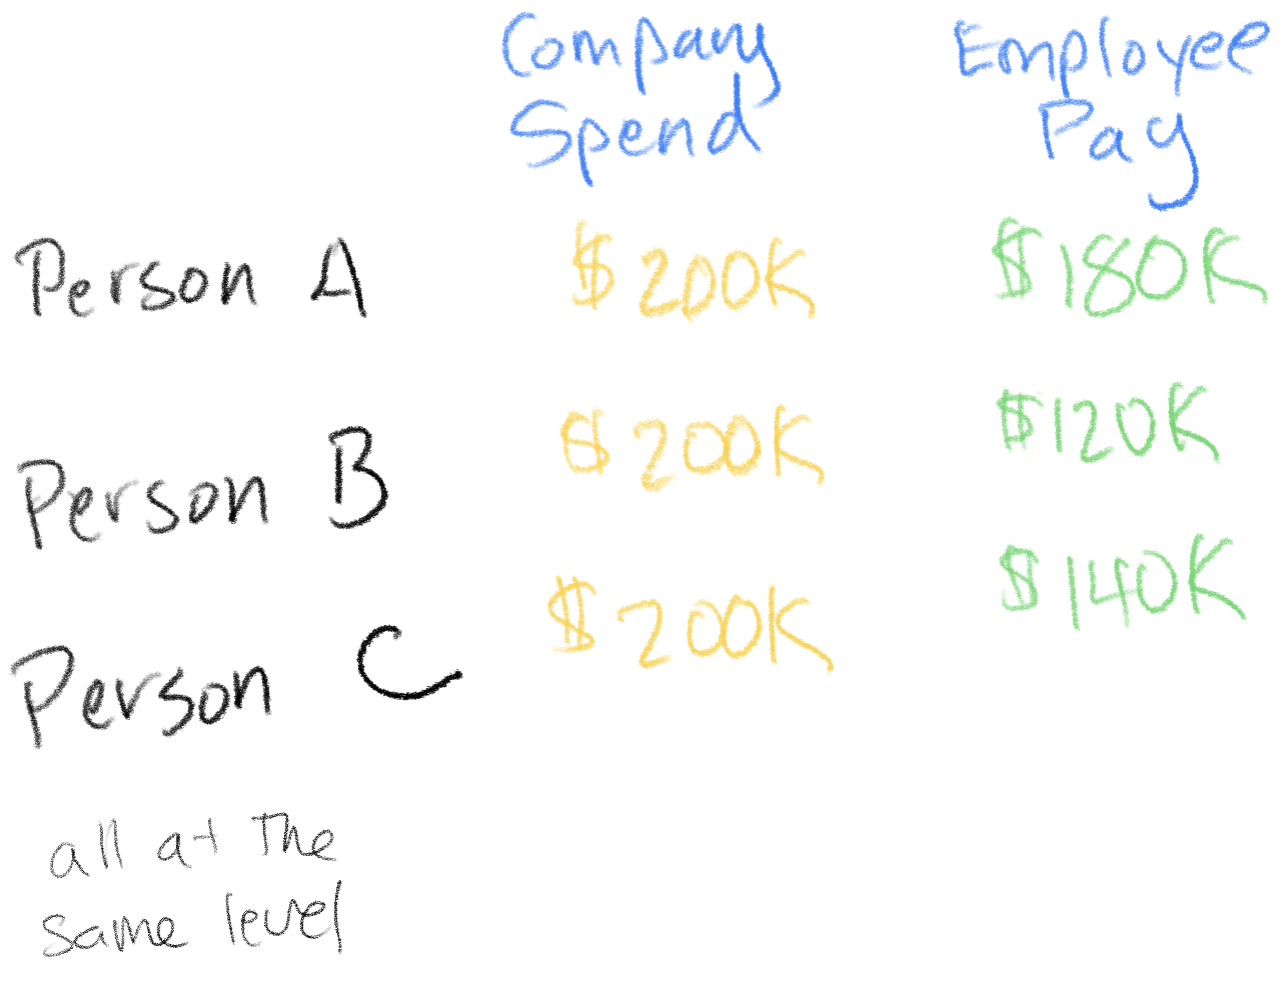 Company Spend
Employee Pay
Person A $200K $180K
Person B $200K $120K
Person C $200K $140K
all at the
same level